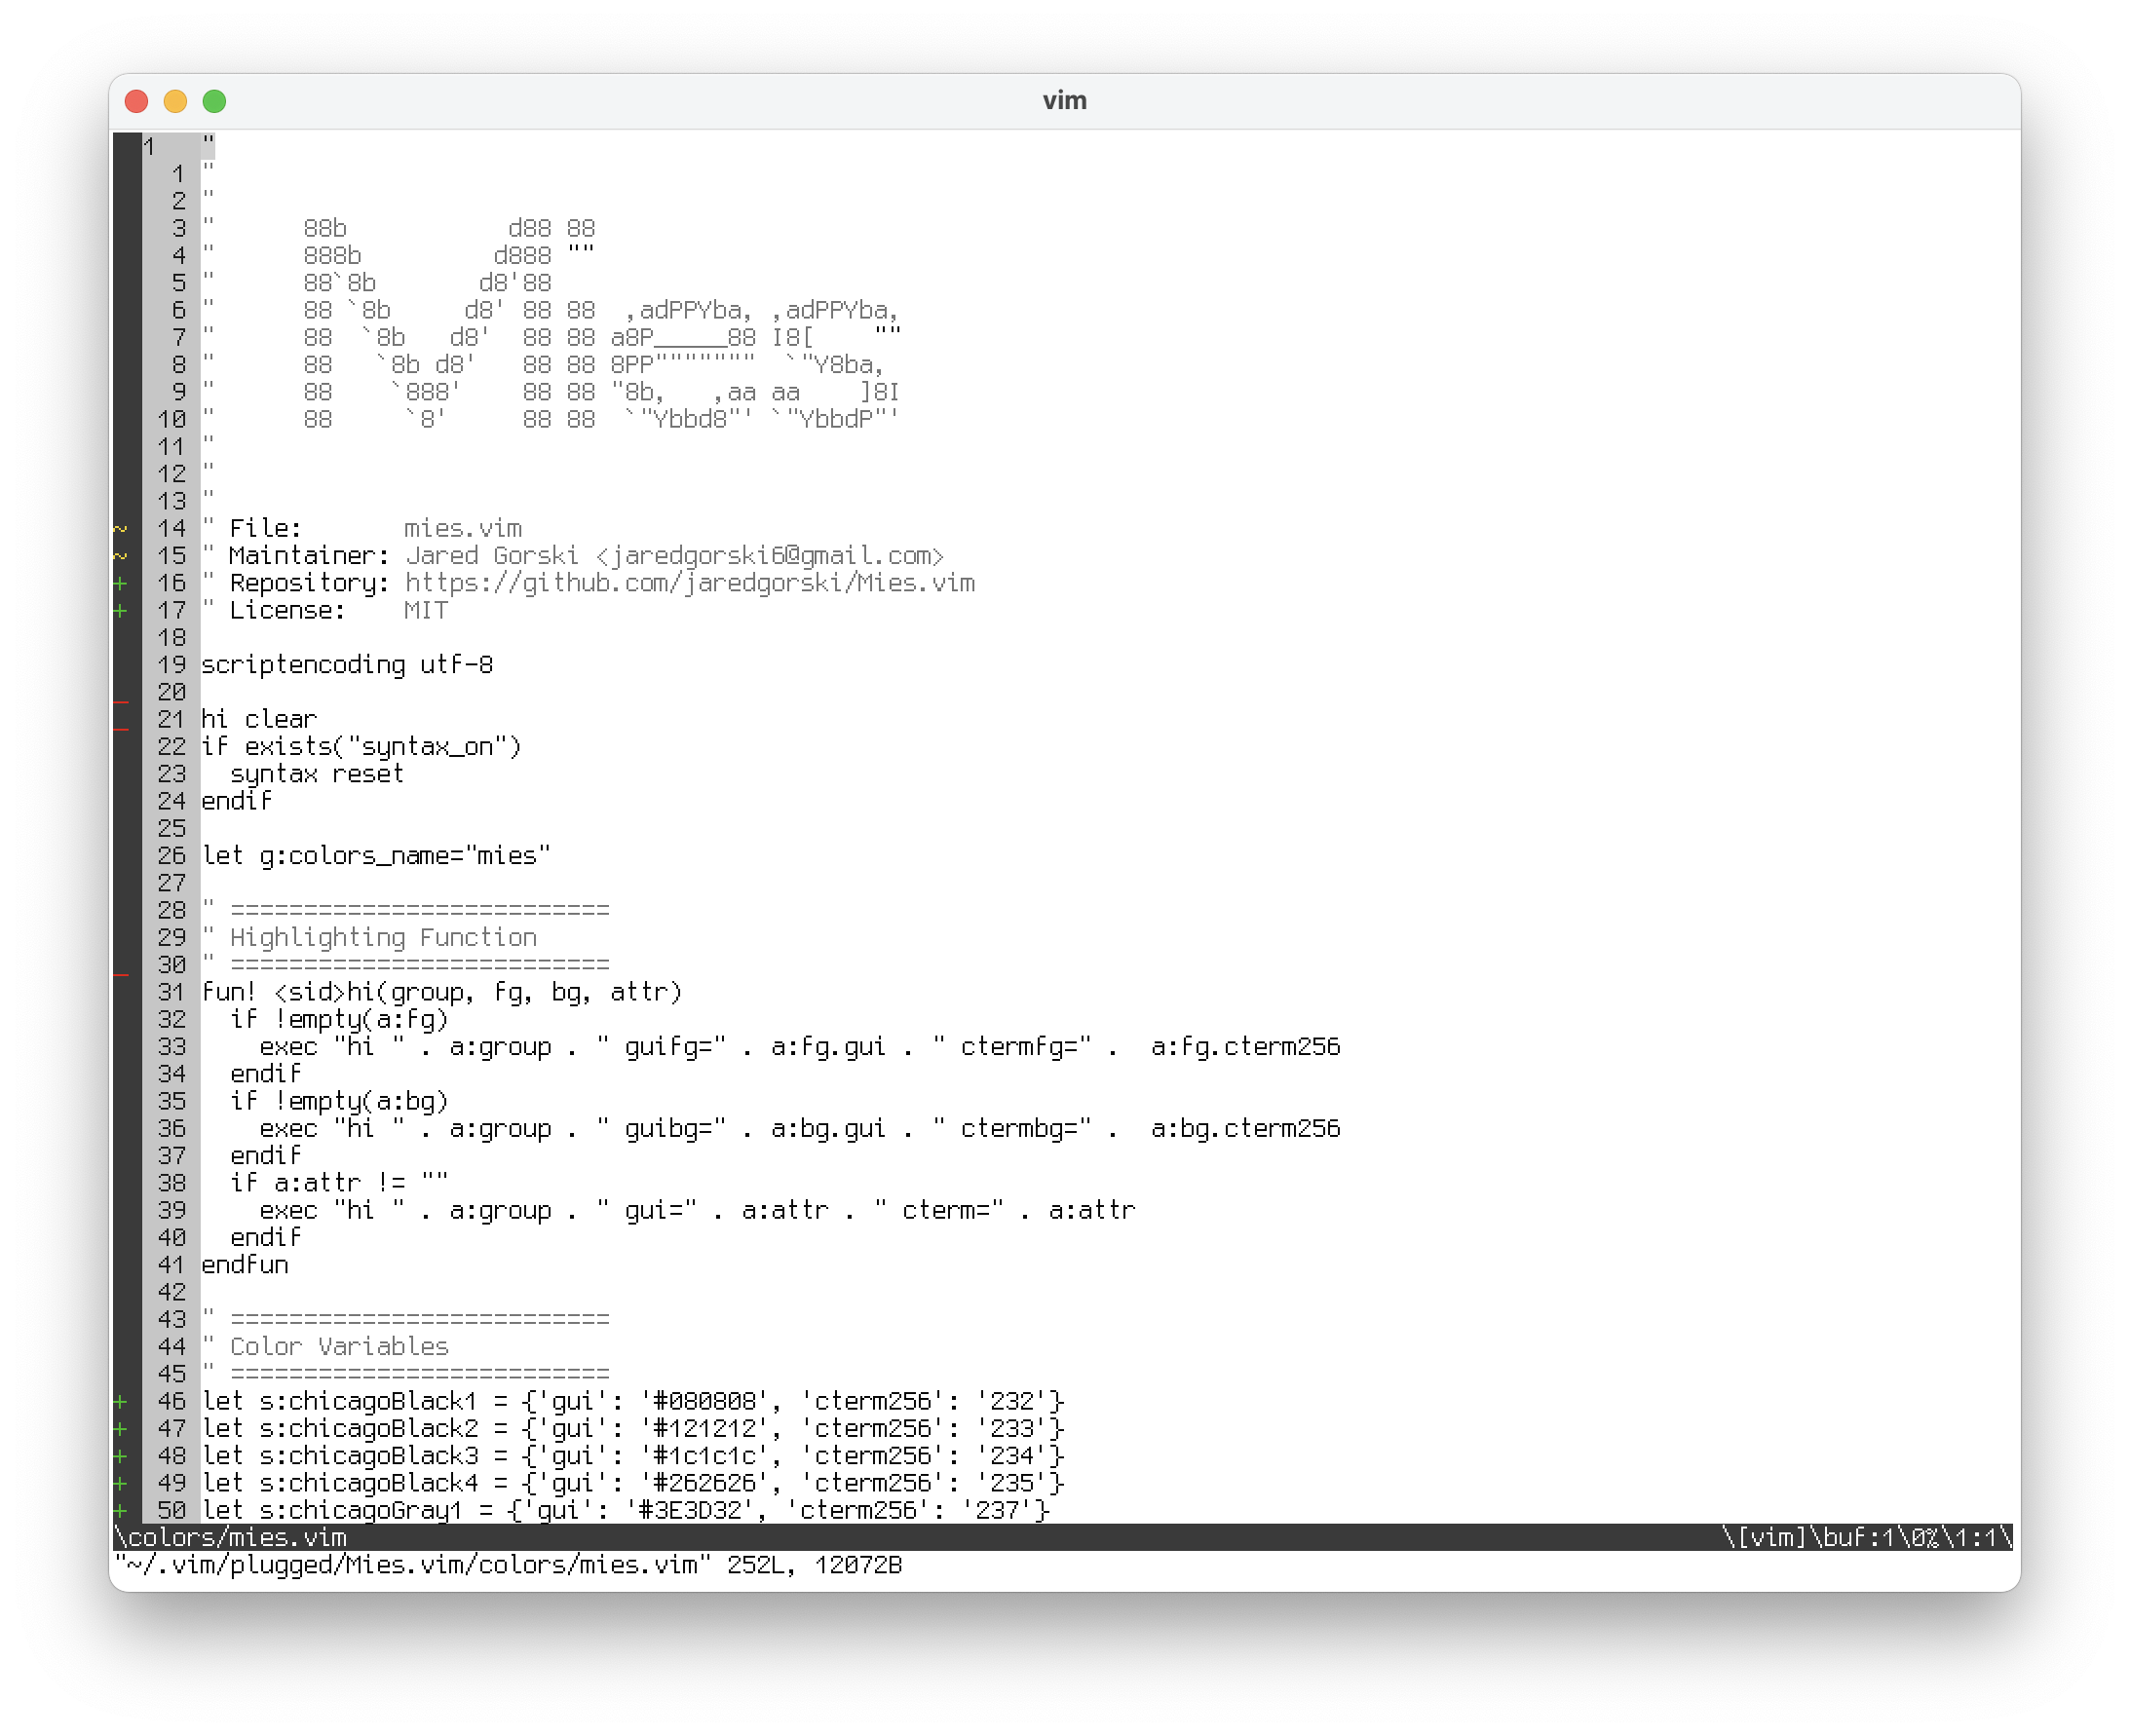 vim
1   "
  1 "
  2 "
  3 "      88b           d88 88
  4 "      888b         d888 ""
  5 "      88`8b       d8'88
  6 "      88 `8b     d8' 88 88  ,adPPYba, ,adPPYba,
  7 "      88  `8b   d8'  88 88 a8P_____88 I8[    ""
  8 "      88   `8b d8'   88 88 8PP"""""""  `"Y8ba,
  9 "      88    `888'    88 88 "8b,   ,aa aa    ]8I
 10 "      88     `8'     88 88  `"Ybbd8"' `"YbbdP"'
 11 "
 12 "
 13 "
~ 14 " File:       mies.vim
~ 15 " Maintainer: Jared Gorski <jaredgorski6@gmail.com>
+ 16 " Repository: https://github.com/jaredgorski/Mies.vim
+ 17 " License:    MIT
 18
 19 scriptencoding utf-8
_ 20
_ 21 hi clear
 22 if exists("syntax_on")
 23   syntax reset
 24 endif
 25
 26 let g:colors_name="mies"
 27
 28 " ==========================
 29 " Highlighting Function
_ 30 " ==========================
 31 fun! <sid>hi(group, fg, bg, attr)
 32   if !empty(a:fg)
 33     exec "hi " . a:group . " guifg=" . a:fg.gui . " ctermfg=" .  a:fg.cterm256
 34   endif
 35   if !empty(a:bg)
 36     exec "hi " . a:group . " guibg=" . a:bg.gui . " ctermbg=" .  a:bg.cterm256
 37   endif
 38   if a:attr != ""
 39     exec "hi " . a:group . " gui=" . a:attr . " cterm=" . a:attr
 40   endif
 41 endfun
 42
 43 " ==========================
 44 " Color Variables
 45 " ==========================
+ 46 let s:chicagoBlack1 = {'gui': '#080808', 'cterm256': '232'}
+ 47 let s:chicagoBlack2 = {'gui': '#121212', 'cterm256': '233'}
+ 48 let s:chicagoBlack3 = {'gui': '#1c1c1c', 'cterm256': '234'}
+ 49 let s:chicagoBlack4 = {'gui': '#262626', 'cterm256': '235'}
+ 50 let s:chicagoGray1 = {'gui': '#3E3D32', 'cterm256': '237'}
\colors/mies.vim \[vim]\buf:1\0%\1:1\
"~/.vim/plugged/Mies.vim/colors/mies.vim" 252L, 12072B